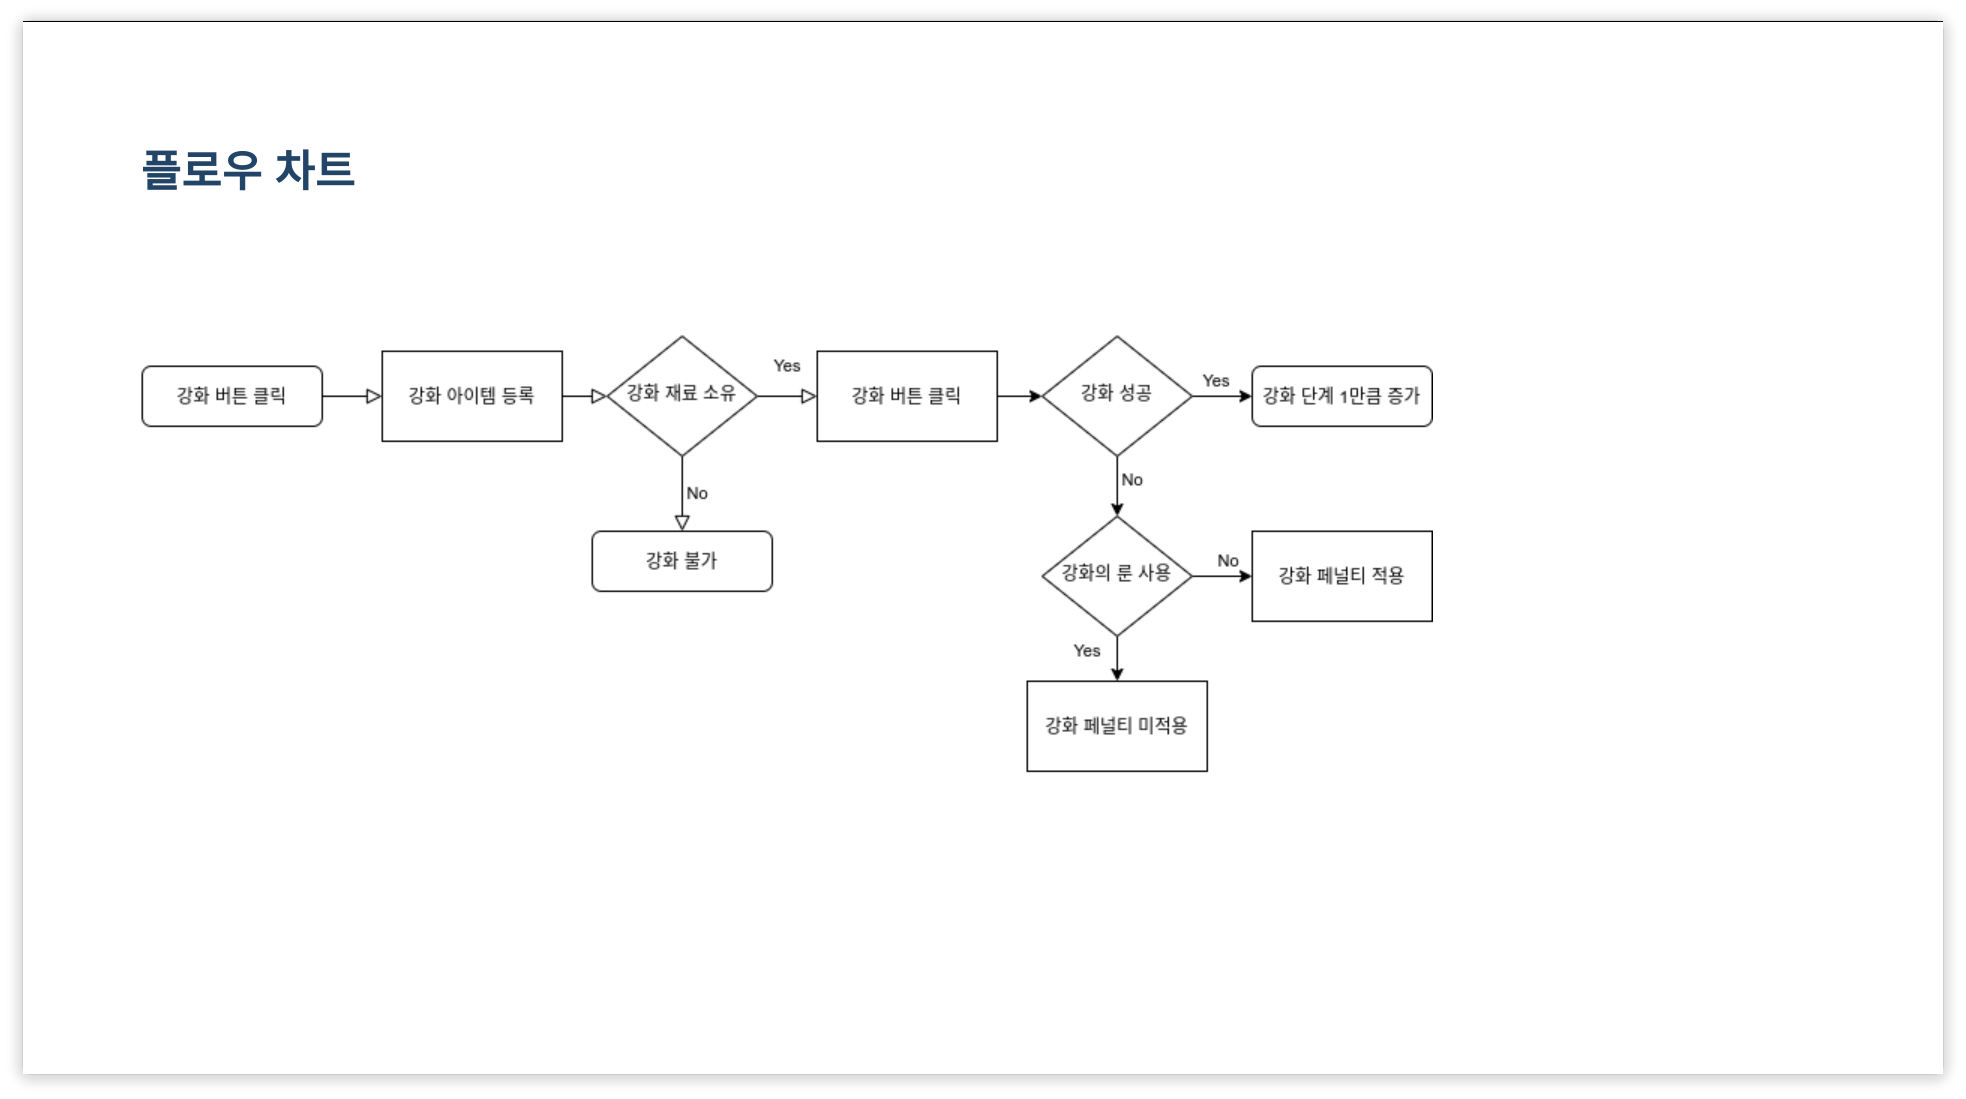 플로우 차트
강화 버튼 클릭
강화 아이템 등록
강화 재료 소유
Yes
강화 버튼 클릭
강화 성공
Yes
강화 단계 1만큼 증가
No
강화 불가
No
강화의 룬 사용
No
강화 페널티 적용
Yes
강화 페널티 미적용